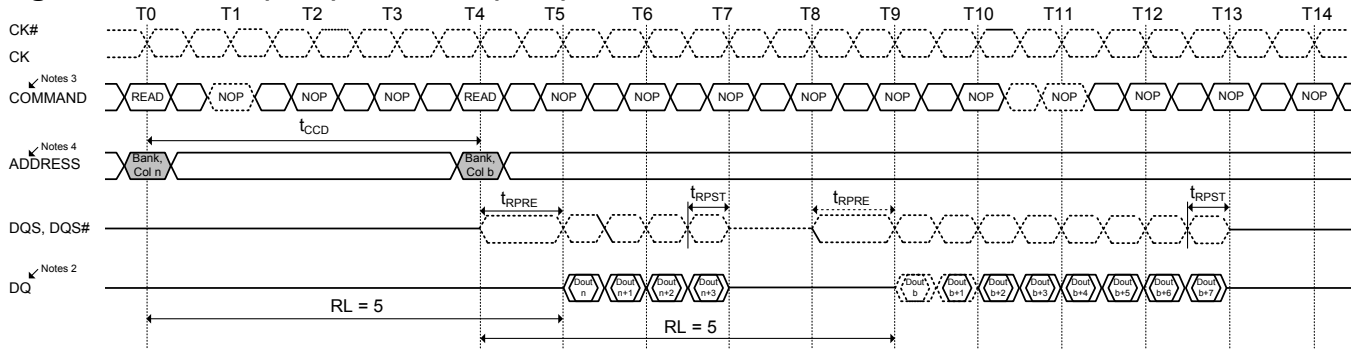 T0 T1 T2 T3 T4 T5 T6 T7 T8 T9 T10 T11 T12 T13 T14
CK#
CK
Notes 3
COMMAND READ NOP NOP NOP READ NOP NOP NOP NOP NOP NOP NOP NOP NOP NOP
tCCD
Notes 4
ADDRESS Bank, Col n Bank, Col b
tRPRE tRPST tRPRE tRPST
DQS, DQS#
Notes 2
DQ Dout n Dout n+1 Dout n+2 Dout n+3 Dout b Dout b+1 Dout b+2 Dout b+3 Dout b+4 Dout b+5 Dout b+6 Dout b+7
RL = 5
RL = 5